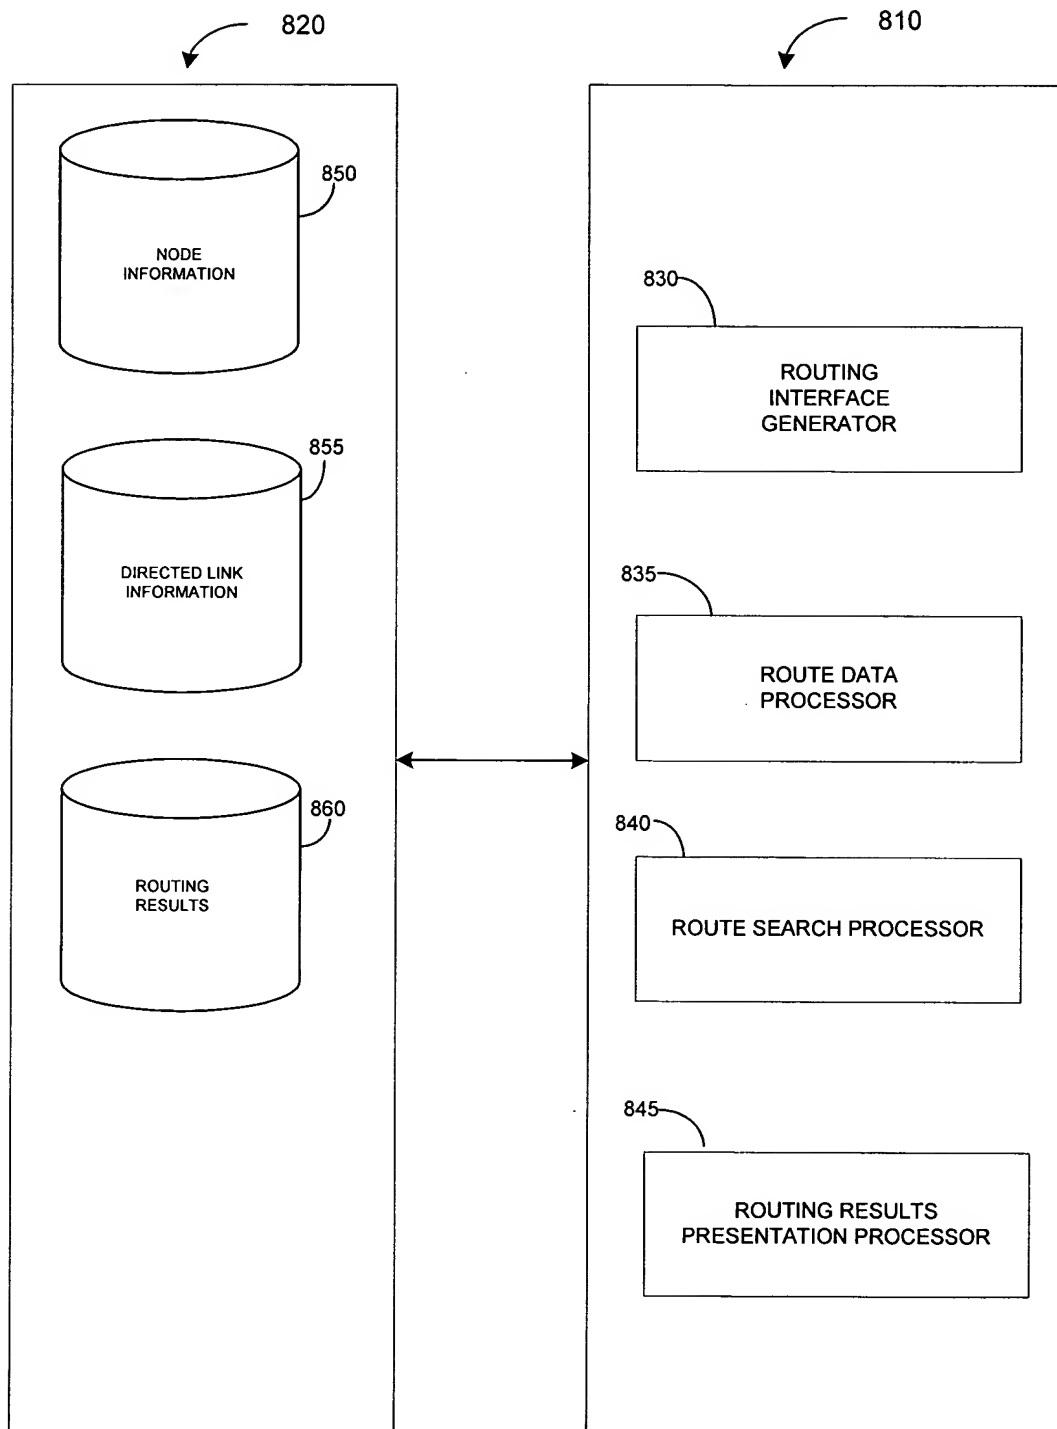 820
810
850
NODE
INFORMATION
855
DIRECTED LINK
INFORMATION
860
ROUTING
RESULTS
830
ROUTING
INTERFACE
GENERATOR
835
ROUTE DATA
PROCESSOR
840
ROUTE SEARCH PROCESSOR
845
ROUTING RESULTS
PRESENTATION PROCESSOR